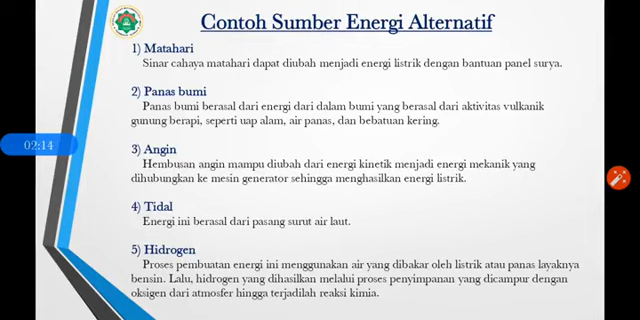 Contoh Sumber Energi Alternatif
1) Matahari
Sinar cahaya matahari dapat diubah menjadi energi listrik dengan bantuan panel surya.
2) Panas bumi
Panas bumi berasal dari energi dari dalam bumi yang berasal dari aktivitas vulkanik
gunung berapi, seperti uap alam, air panas, dan bebatuan kering.
3) Angin
Hembusan angin mampu diubah dari energi kinetik menjadi energi mekanik yang
dihubungkan ke mesin generator sehingga menghasilkan energi listrik.
02:14
4) Tidal
Energi ini berasal dari pasang surut air laut.
5) Hidrogen
Proses pembuatan energi ini menggunakan air yang dibakar oleh listrik atau panas layaknya
bensin. Lalu, hidrogen yang dihasilkan melalui proses penyimpanan yang dicampur dengan
oksigen dari atmosfer hingga terjadilah reaksi kimia.